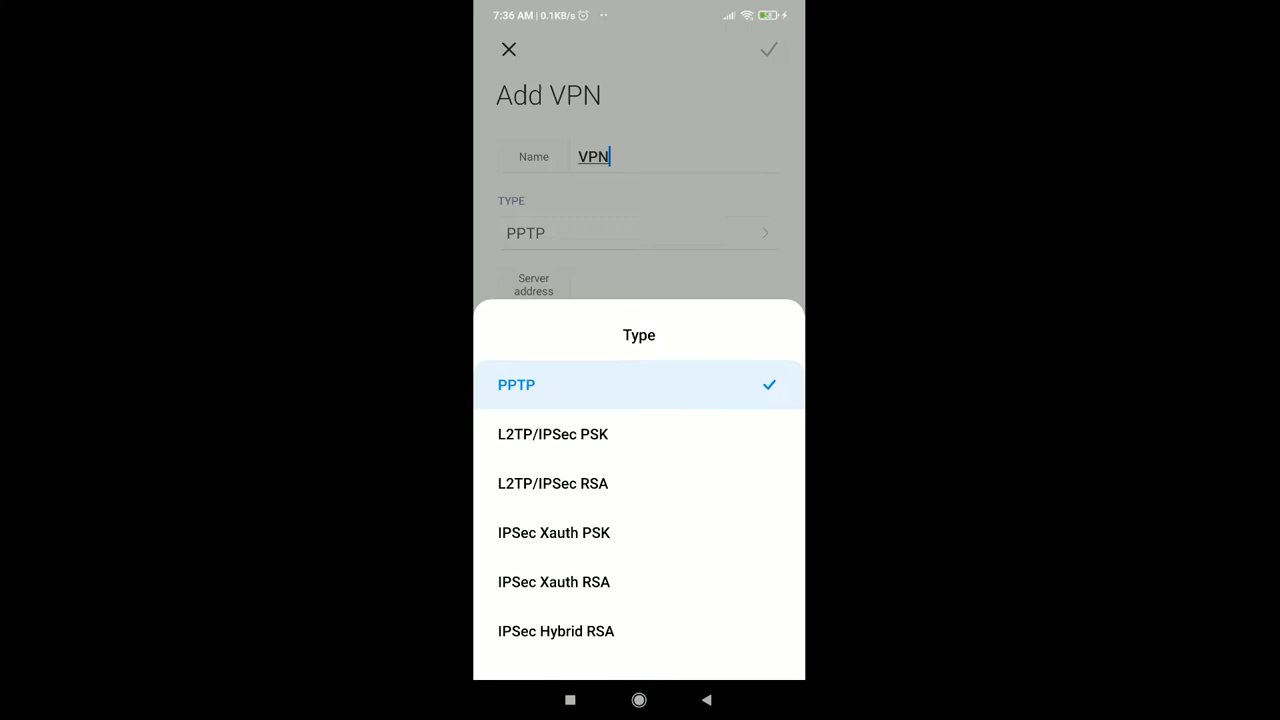 7:36 AM | 0.1KB/s
Add VPN
Name VPN
TYPE
PPTP
Server
address
Type
PPTP
L2TP/IPSec PSK
L2TP/IPSec RSA
IPSec Xauth PSK
IPSec Xauth RSA
IPSec Hybrid RSA